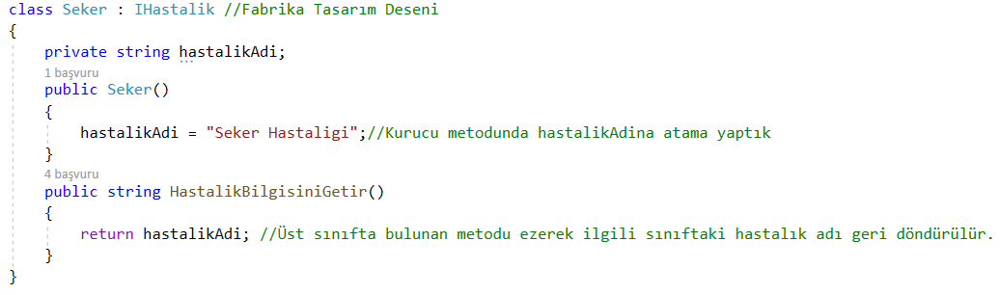 class Seker : IHastalik //Fabrika Tasarım Deseni
{
    private string hastalikAdi;
    1 başvuru
    public Seker()
    {
        hastalikAdi = "Seker Hastaligi";//Kurucu metodunda hastalikAdina atama yaptık
    }
    4 başvuru
    public string HastalikBilgisiniGetir()
    {
        return hastalikAdi; //Üst sınıfta bulunan metodu ezerek ilgili sınıftaki hastalık adı geri döndürülür.
    }
}